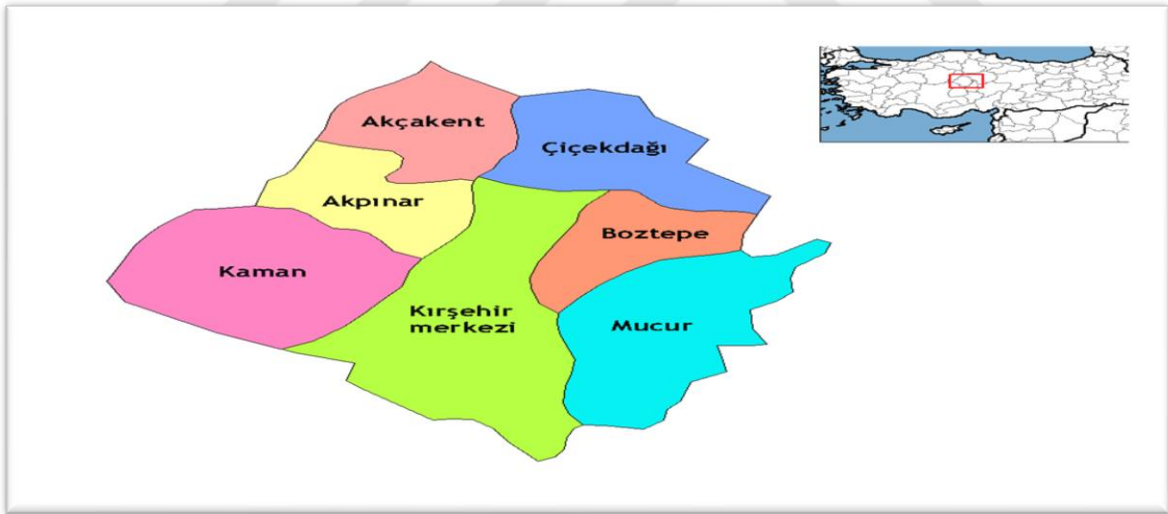 Akçakent
Çiçekdağı
Akpınar
Boztepe
Kaman
Kırşehir
merkezi
Mucur